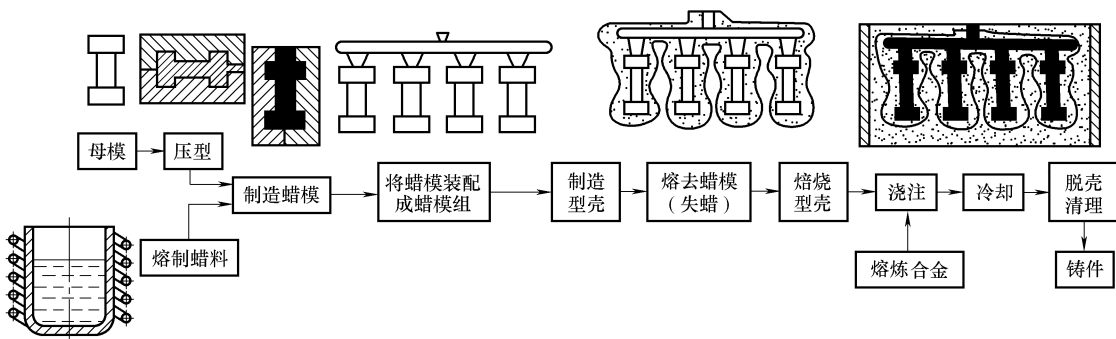 母模
压型
制造蜡模
熔制蜡料
将蜡模装配
成蜡模组
制造
型壳
熔去蜡模
（失蜡）
焙烧
型壳
浇注
熔炼合金
冷却
脱壳
清理
铸件